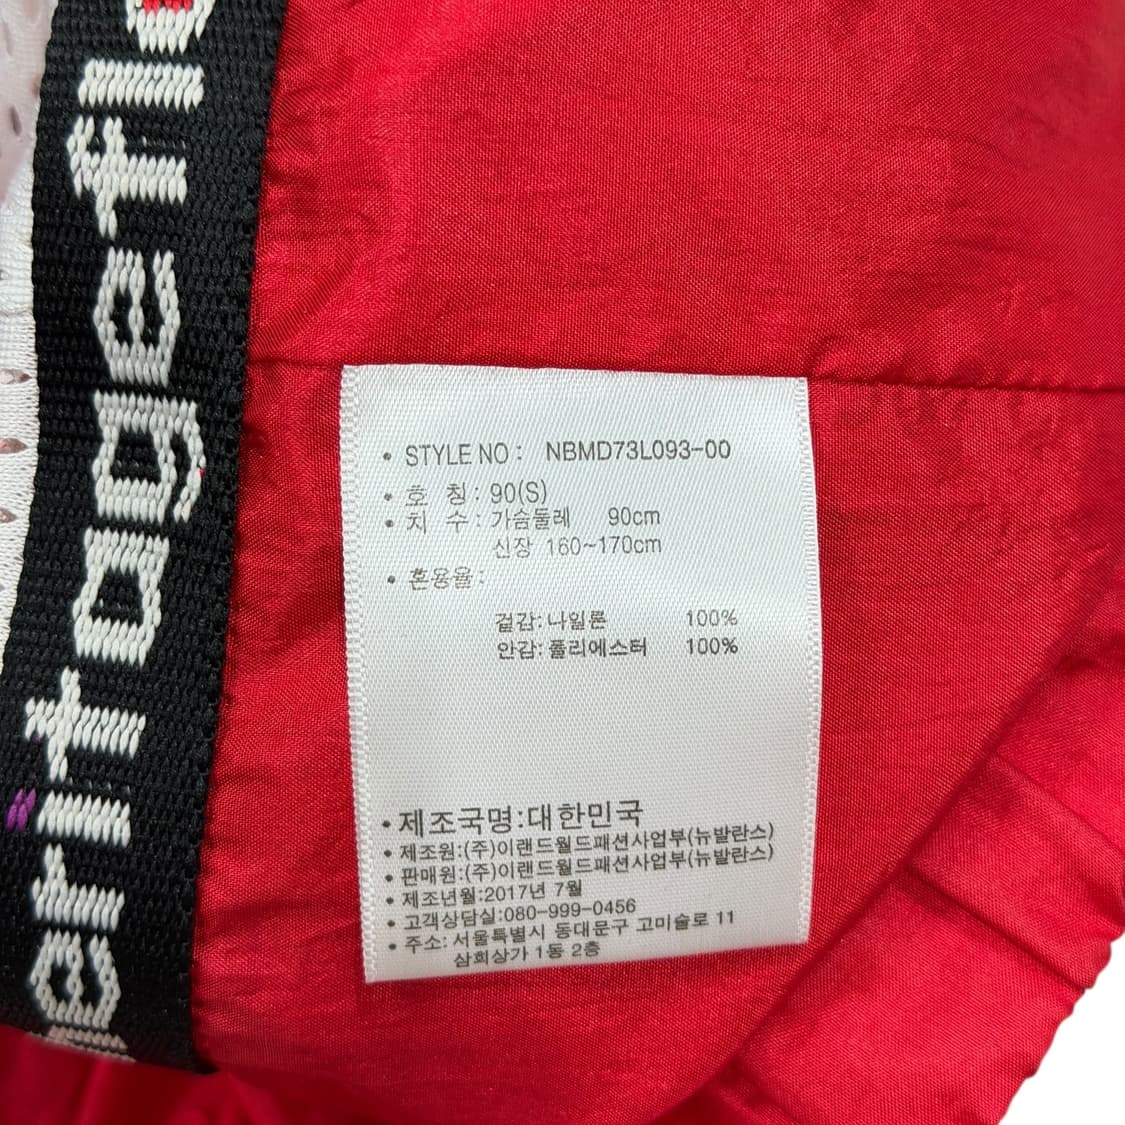 eritageflo
• STYLE NO : NBMD73L093-00
• 호 칭 : 90(S)
• 치 수 : 가슴둘레 90cm
신장 160~170cm
• 혼용율 :
겉감: 나일론 100%
안감: 폴리에스터 100%
• 제조국명:대한민국
• 제조원:(주)이랜드월드패션사업부(뉴발란스)
• 판매원:(주)이랜드월드패션사업부(뉴발란스)
• 제조년월:2017년 7월
• 고객상담실:080-999-0456
• 주소: 서울특별시 동대문구 고미술로 11
삼희상가 1동 2층